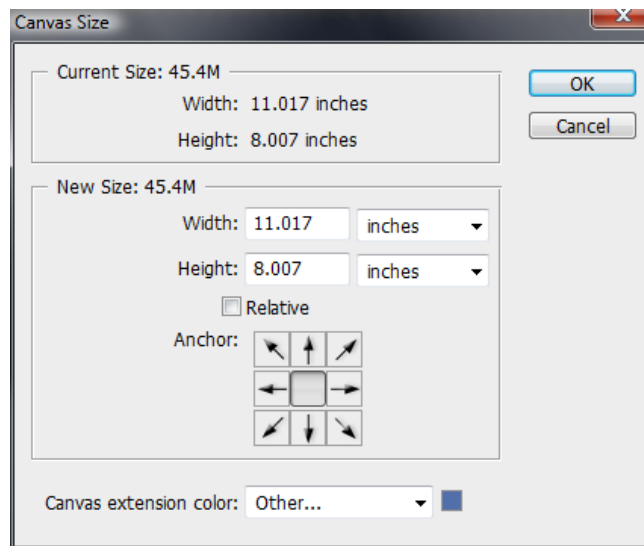 Canvas Size
Current Size: 45.4M
Width: 11.017 inches
Height: 8.007 inches
OK
Cancel
New Size: 45.4M
Width: 11.017 inches
Height: 8.007 inches
Relative
Anchor:
Canvas extension color: Other...